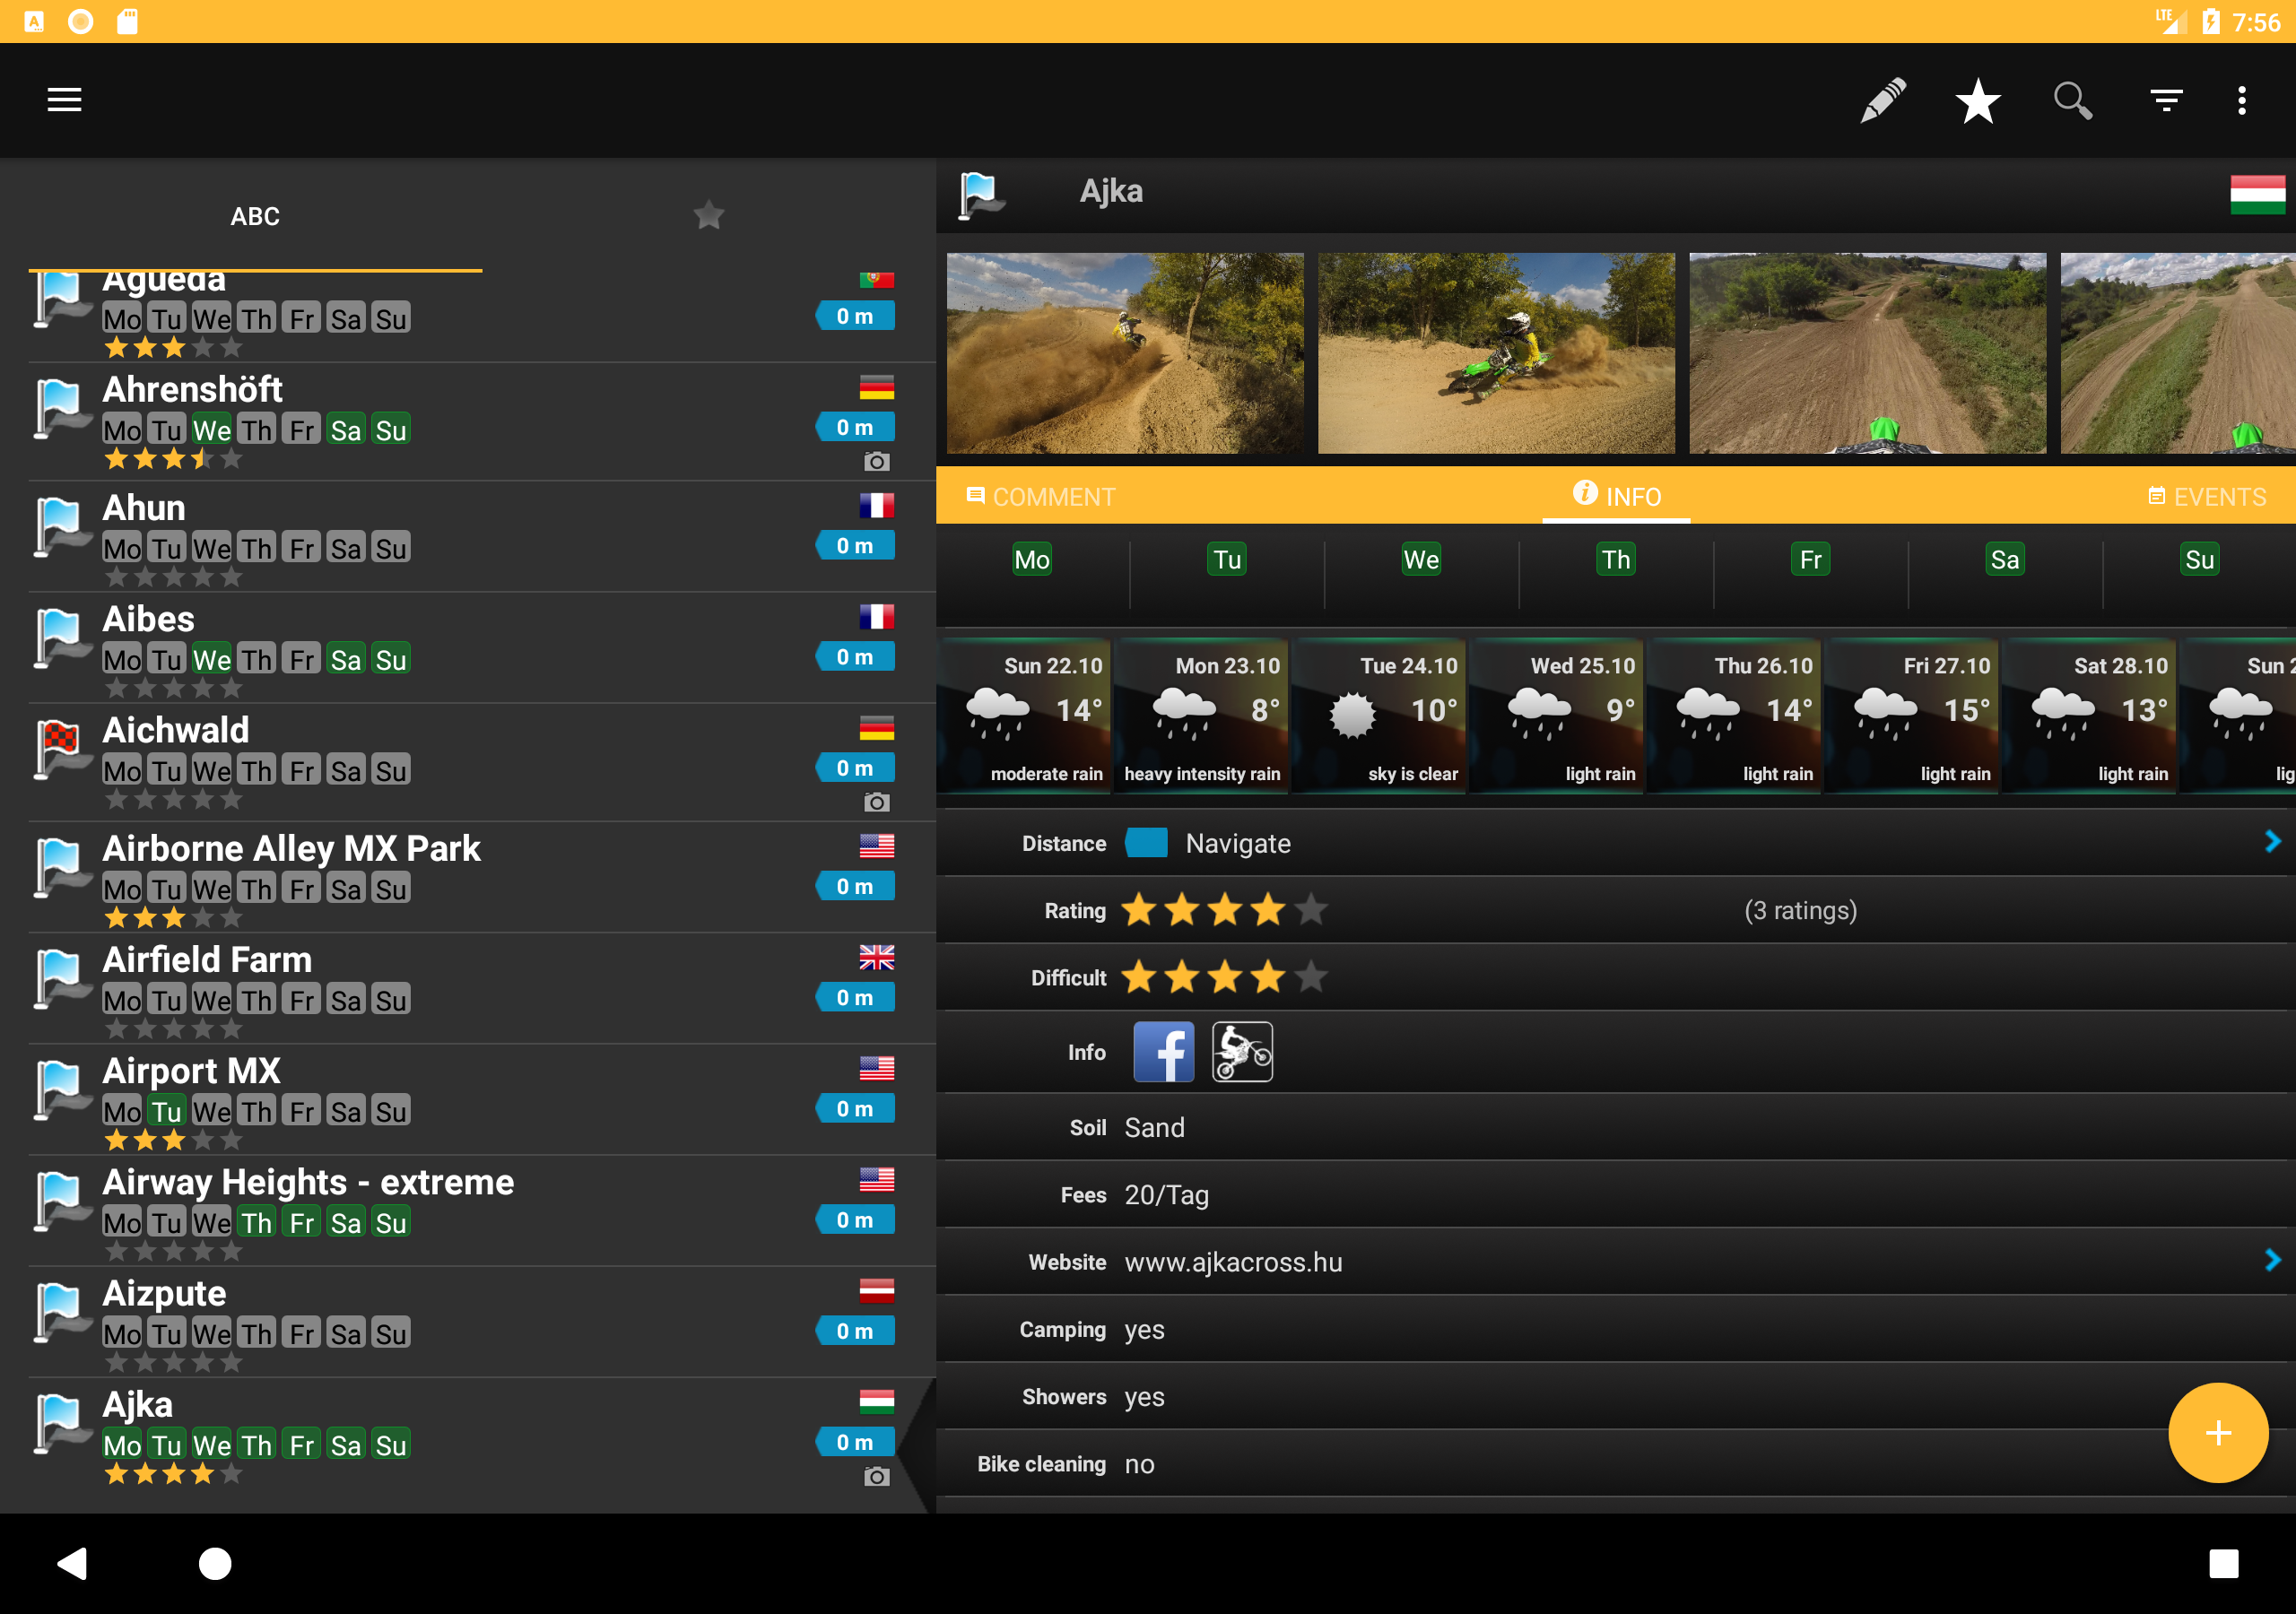 LTE 7:56
ABC
Agueda
Mo Tu We Th Fr Sa Su
0 m
Ahrenshöft
Mo Tu We Th Fr Sa Su
0 m
Ahun
Mo Tu We Th Fr Sa Su
0 m
Aibes
Mo Tu We Th Fr Sa Su
0 m
Aichwald
Mo Tu We Th Fr Sa Su
0 m
Airborne Alley MX Park
Mo Tu We Th Fr Sa Su
0 m
Airfield Farm
Mo Tu We Th Fr Sa Su
0 m
Airport MX
Mo Tu We Th Fr Sa Su
0 m
Airway Heights - extreme
Mo Tu We Th Fr Sa Su
0 m
Aizpute
Mo Tu We Th Fr Sa Su
0 m
Ajka
Mo Tu We Th Fr Sa Su
0 m
Ajka
COMMENT INFO EVENTS
Mo Tu We Th Fr Sa Su
Sun 22.10 Mon 23.10 Tue 24.10 Wed 25.10 Thu 26.10 Fri 27.10 Sat 28.10 Sun
14° 8° 10° 9° 14° 15° 13°
moderate rain heavy intensity rain sky is clear light rain light rain light rain light rain
Distance Navigate
Rating (3 ratings)
Difficult
Info
Soil Sand
Fees 20/Tag
Website www.ajkacross.hu
Camping yes
Showers yes
Bike cleaning no